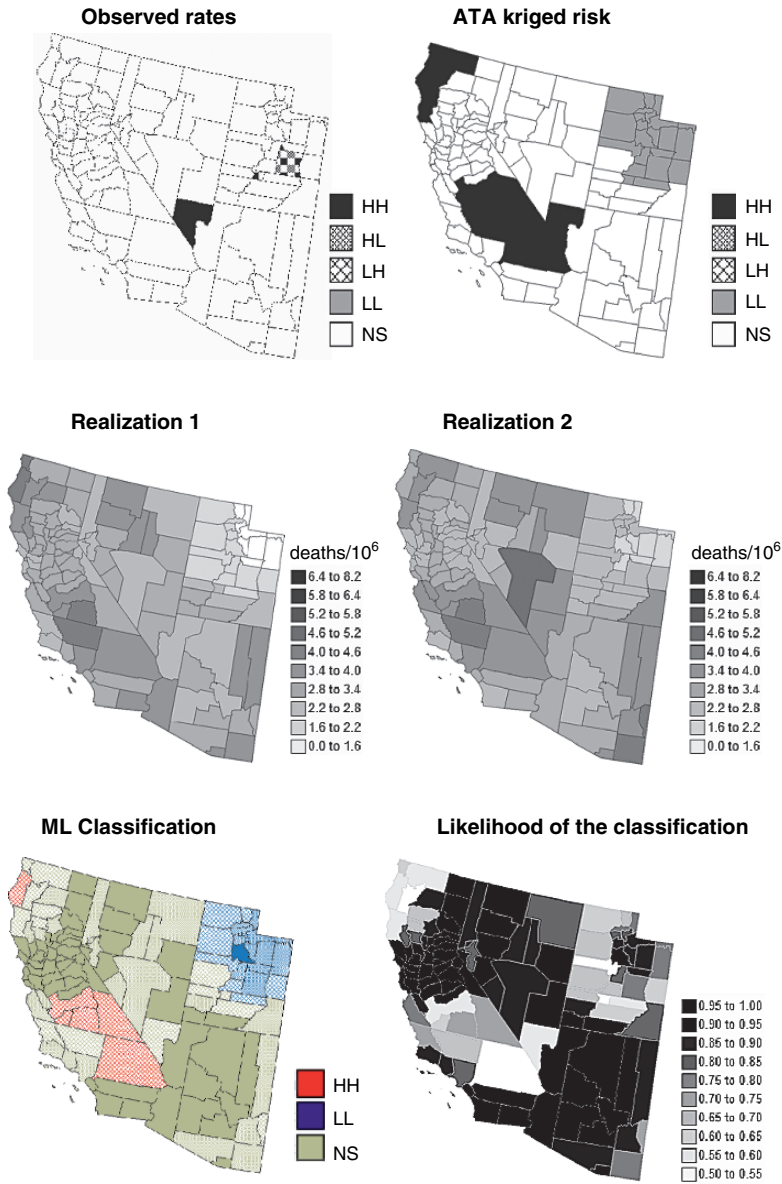 Observed rates
ATA kriged risk
HH
HL
LH
LL
NS
HH
HL
LH
LL
NS
Realization 1
Realization 2
deaths/10⁶
6.4 to 8.2
5.8 to 6.4
5.2 to 5.8
4.6 to 5.2
4.0 to 4.6
3.4 to 4.0
2.8 to 3.4
2.2 to 2.8
1.6 to 2.2
0.0 to 1.6
deaths/10⁶
6.4 to 8.2
5.8 to 6.4
5.2 to 5.8
4.6 to 5.2
4.0 to 4.6
3.4 to 4.0
2.8 to 3.4
2.2 to 2.8
1.6 to 2.2
0.0 to 1.6
ML Classification
Likelihood of the classification
HH
LL
NS
0.95 to 1.00
0.90 to 0.95
0.85 to 0.90
0.80 to 0.85
0.75 to 0.80
0.70 to 0.75
0.65 to 0.70
0.60 to 0.65
0.55 to 0.60
0.50 to 0.55